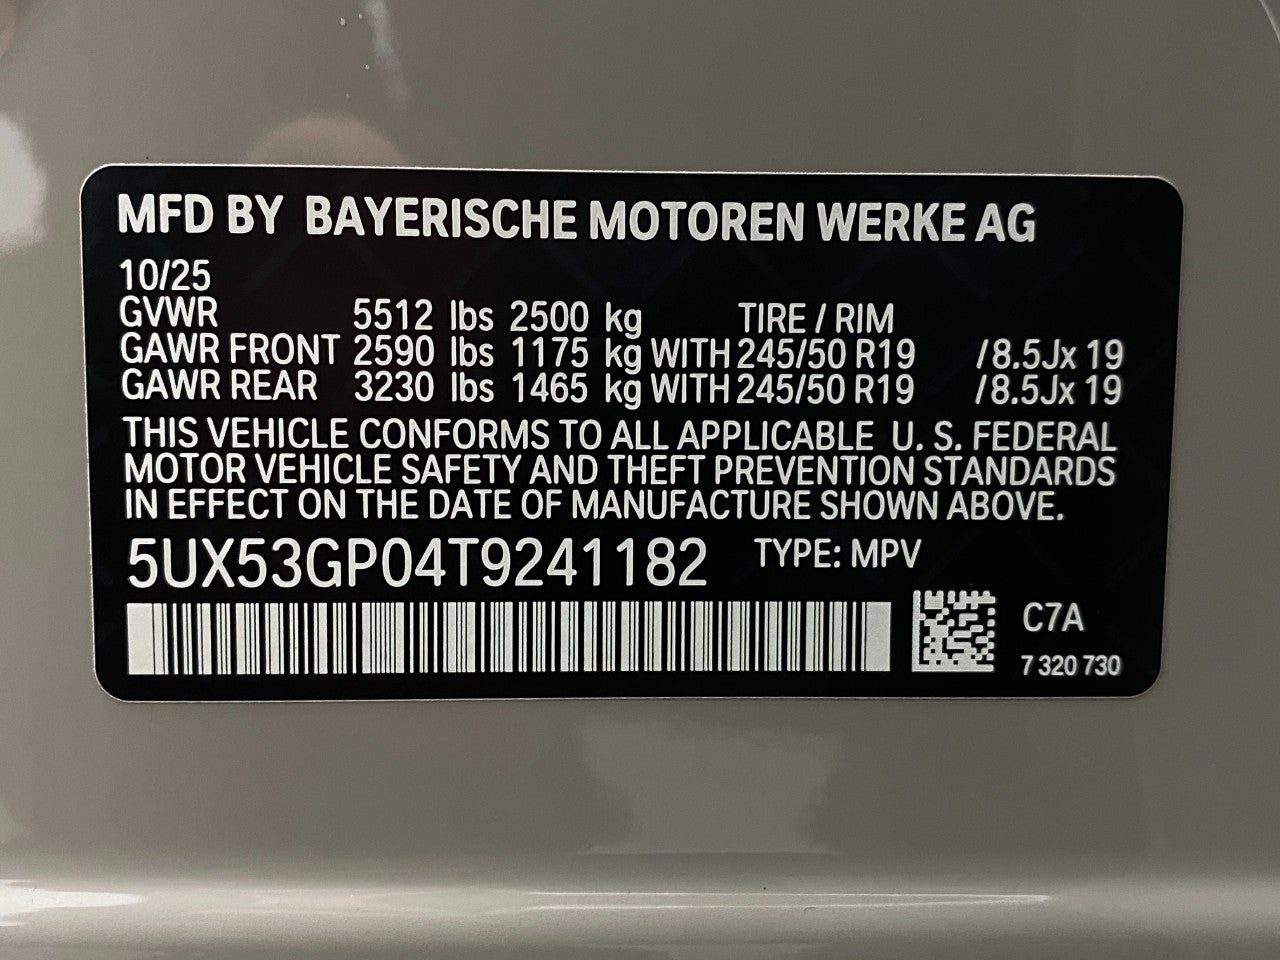 MFD BY BAYERISCHE MOTOREN WERKE AG
10/25
GVWR 5512 lbs 2500 kg TIRE / RIM
GAWR FRONT 2590 lbs 1175 kg WITH 245/50 R19 /8.5Jx 19
GAWR REAR 3230 lbs 1465 kg WITH 245/50 R19 /8.5Jx 19
THIS VEHICLE CONFORMS TO ALL APPLICABLE U. S. FEDERAL
MOTOR VEHICLE SAFETY AND THEFT PREVENTION STANDARDS
IN EFFECT ON THE DATE OF MANUFACTURE SHOWN ABOVE.
5UX53GP04T9241182 TYPE: MPV
C7A
7 320 730